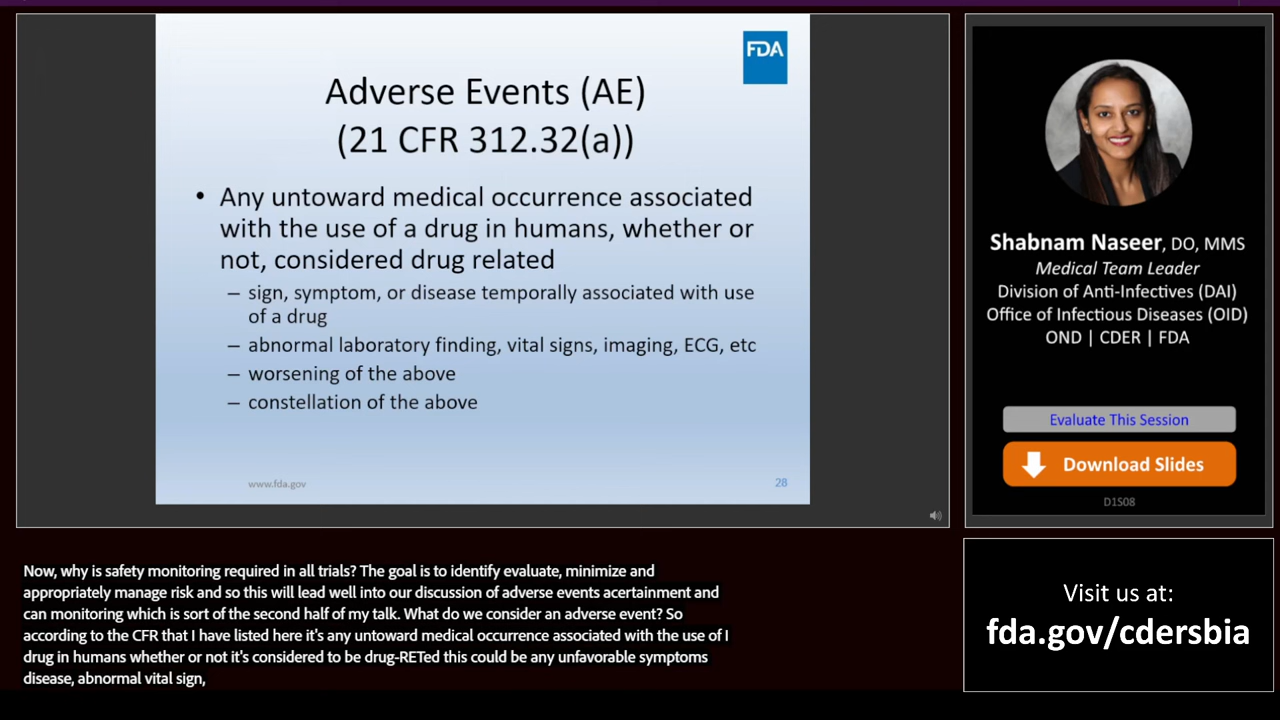 FDA
Adverse Events (AE)
(21 CFR 312.32(a))
• Any untoward medical occurrence associated
with the use of a drug in humans, whether or
not, considered drug related
– sign, symptom, or disease temporally associated with use
of a drug
– abnormal laboratory finding, vital signs, imaging, ECG, etc
– worsening of the above
– constellation of the above
www.fda.gov
28
Shabnam Naseer, DO, MMS
Medical Team Leader
Division of Anti-Infectives (DAI)
Office of Infectious Diseases (OID)
OND | CDER | FDA
Evaluate This Session
Download Slides
D1S08
Now, why is safety monitoring required in all trials? The goal is to identify evaluate, minimize and
appropriately manage risk and so this will lead well into our discussion of adverse events acertainment and
can monitoring which is sort of the second half of my talk. What do we consider an adverse event? So
according to the CFR that I have listed here it's any untoward medical occurrence associated with the use of I
drug in humans whether or not it's considered to be drug-RETed this could be any unfavorable symptoms
disease, abnormal vital sign,
Visit us at:
fda.gov/cdersbia